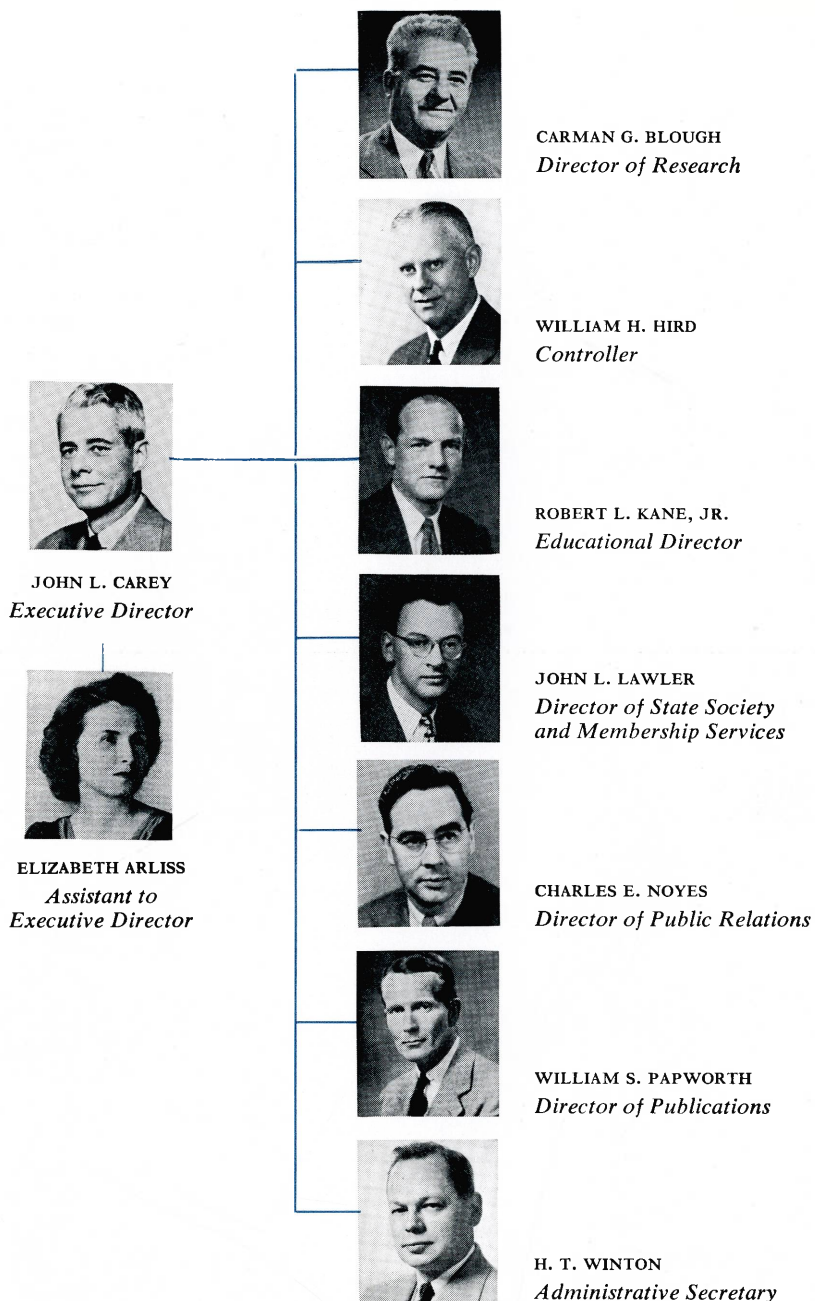 CARMAN G. BLOUGH
Director of Research
WILLIAM H. HIRD
Controller
JOHN L. CAREY
Executive Director
ROBERT L. KANE, JR.
Educational Director
ELIZABETH ARLISS
Assistant to
Executive Director
JOHN L. LAWLER
Director of State Society
and Membership Services
CHARLES E. NOYES
Director of Public Relations
WILLIAM S. PAPWORTH
Director of Publications
H. T. WINTON
Administrative Secretary